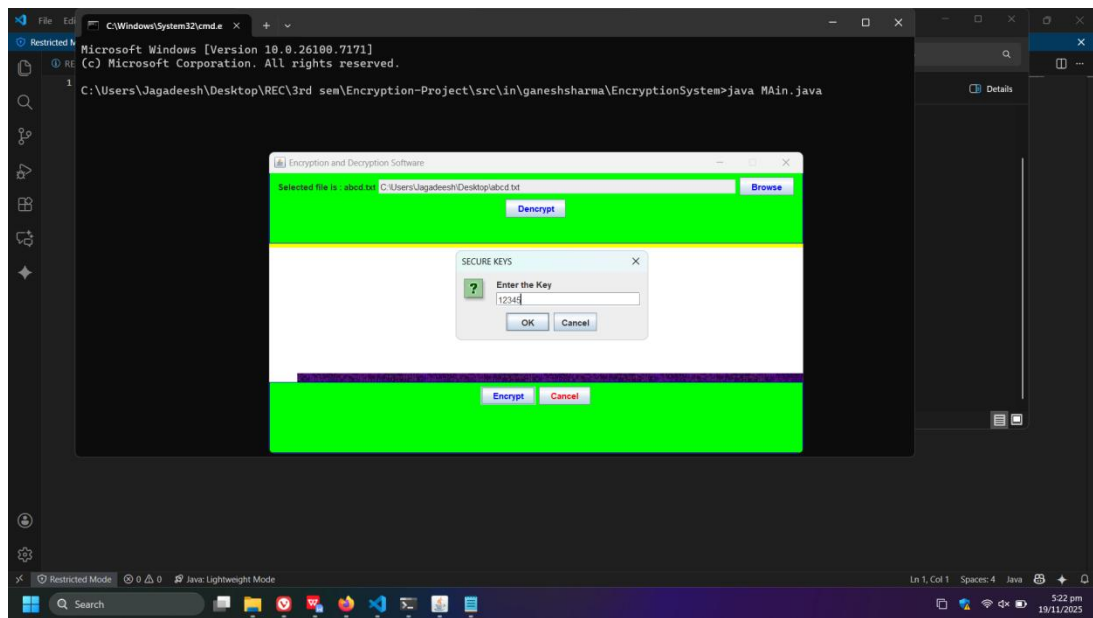 File Edi
C:\Windows\System32\cmd.e
Restricted M
Microsoft Windows [Version 10.0.26100.7171]
(c) Microsoft Corporation. All rights reserved.
RE
1
C:\Users\Jagadeesh\Desktop\REC\3rd sem\Encryption-Project\src\in\ganeshsharma\EncryptionSystem>java MAin.java
Details
Encryption and Decryption Software
Selected file is : abcd.txt C:\Users\Jagadeesh\Desktop\abcd.txt Browse
Dencrypt
SECURE KEYS
Enter the Key
12345
OK Cancel
Encrypt Cancel
Restricted Mode 0 0 Java: Lightweight Mode Ln 1, Col 1 Spaces: 4 Java
Search
5:22 pm
19/11/2025